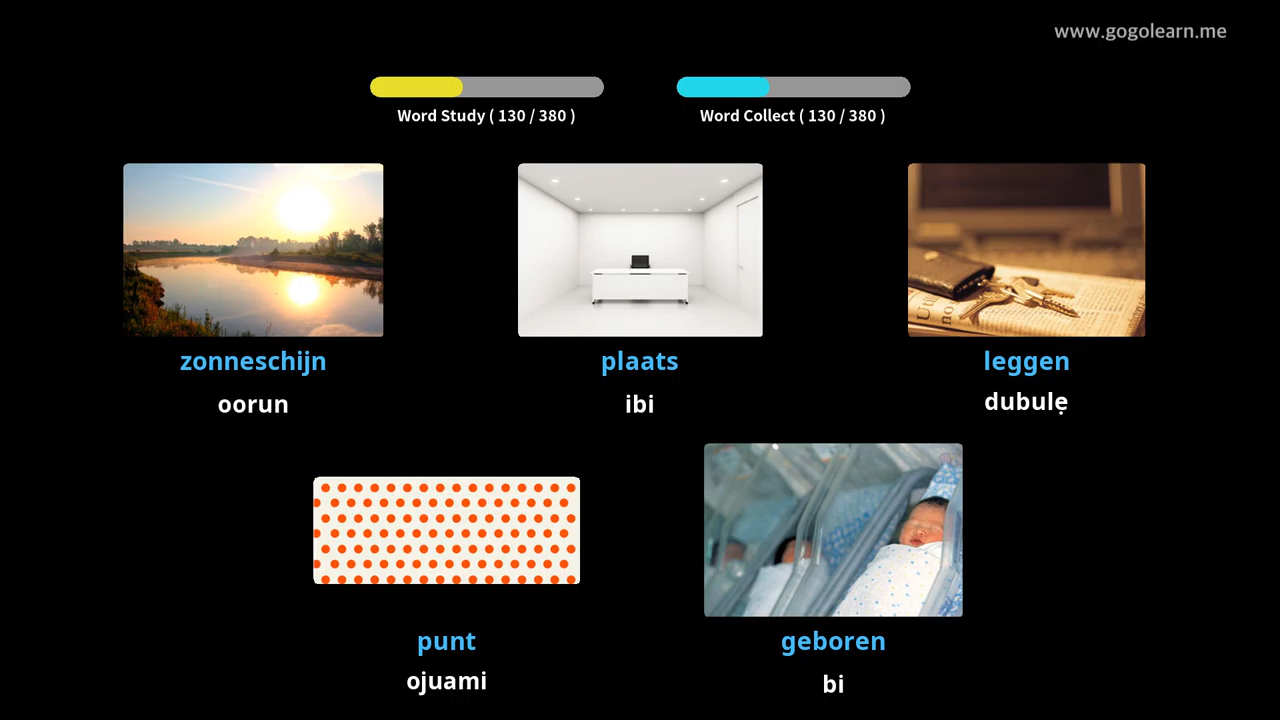 www.gogolearn.me
Word Study ( 130 / 380 )
Word Collect ( 130 / 380 )
zonneschijn
oorun
plaats
ibi
leggen
dubulẹ
punt
ojuami
geboren
bi